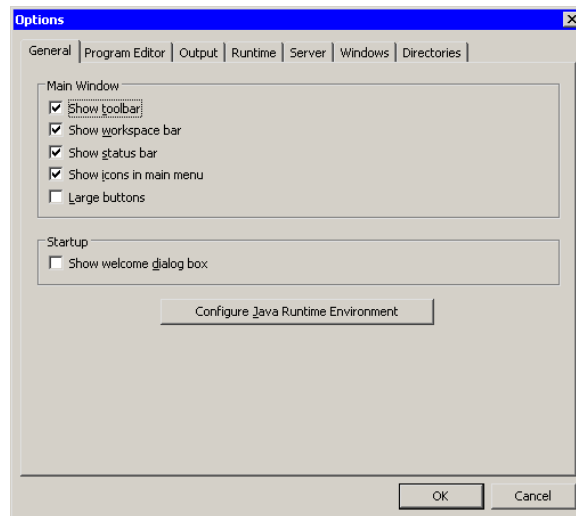 Options
General Program Editor Output Runtime Server Windows Directories
Main Window
Show toolbar
Show workspace bar
Show status bar
Show icons in main menu
Large buttons
Startup
Show welcome dialog box
Configure Java Runtime Environment
OK Cancel